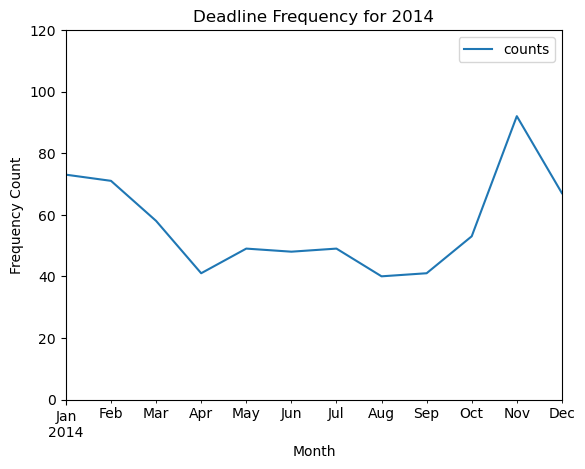 Deadline Frequency for 2014
counts
Frequency Count
120
100
80
60
40
20
0
Jan Feb Mar Apr May Jun Jul Aug Sep Oct Nov Dec
2014
Month